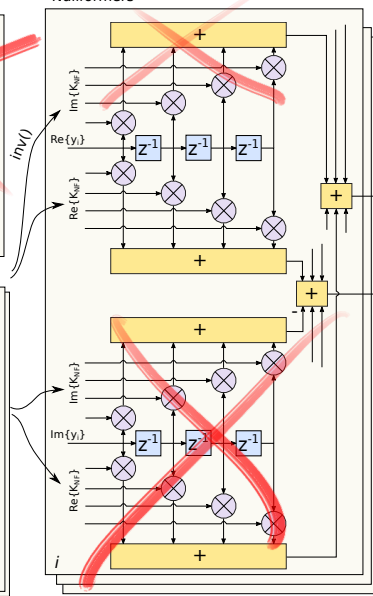 +
Im{K_NF}
inv()
Re{y_i}
z⁻¹ z⁻¹ z⁻¹
Re{K_NF}
+
+
+
-
+
Im{K_NF}
Im{y_i}
z⁻¹ z⁻¹ z⁻¹
Re{K_NF}
+
i